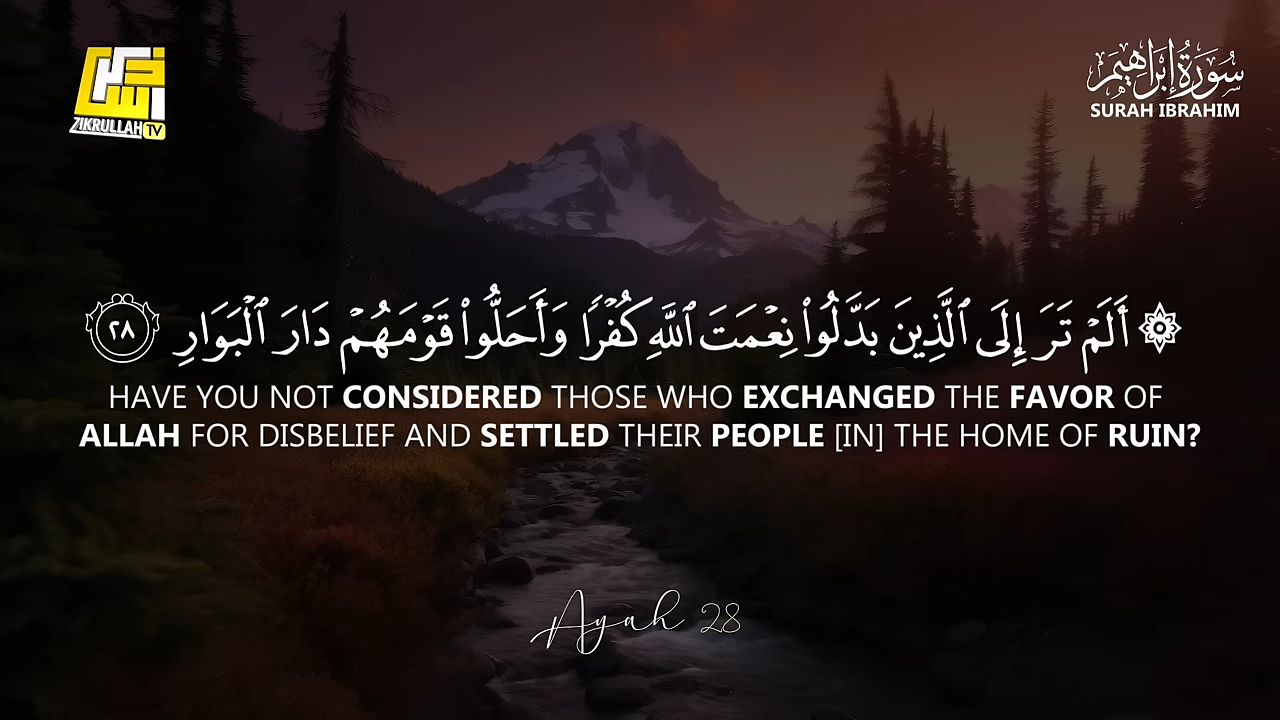 ذكر الله
ZIKRULLAH TV
سُورَةُ إِبْرَاهِيم
SURAH IBRAHIM
۞ أَلَمۡ تَرَ إِلَى ٱلَّذِينَ بَدَّلُواْ نِعۡمَتَ ٱللَّهِ كُفۡرٗا وَأَحَلُّواْ قَوۡمَهُمۡ دَارَ ٱلۡبَوَارِ ٢٨
HAVE YOU NOT CONSIDERED THOSE WHO EXCHANGED THE FAVOR OF
ALLAH FOR DISBELIEF AND SETTLED THEIR PEOPLE [IN] THE HOME OF RUIN?
Ayah 28